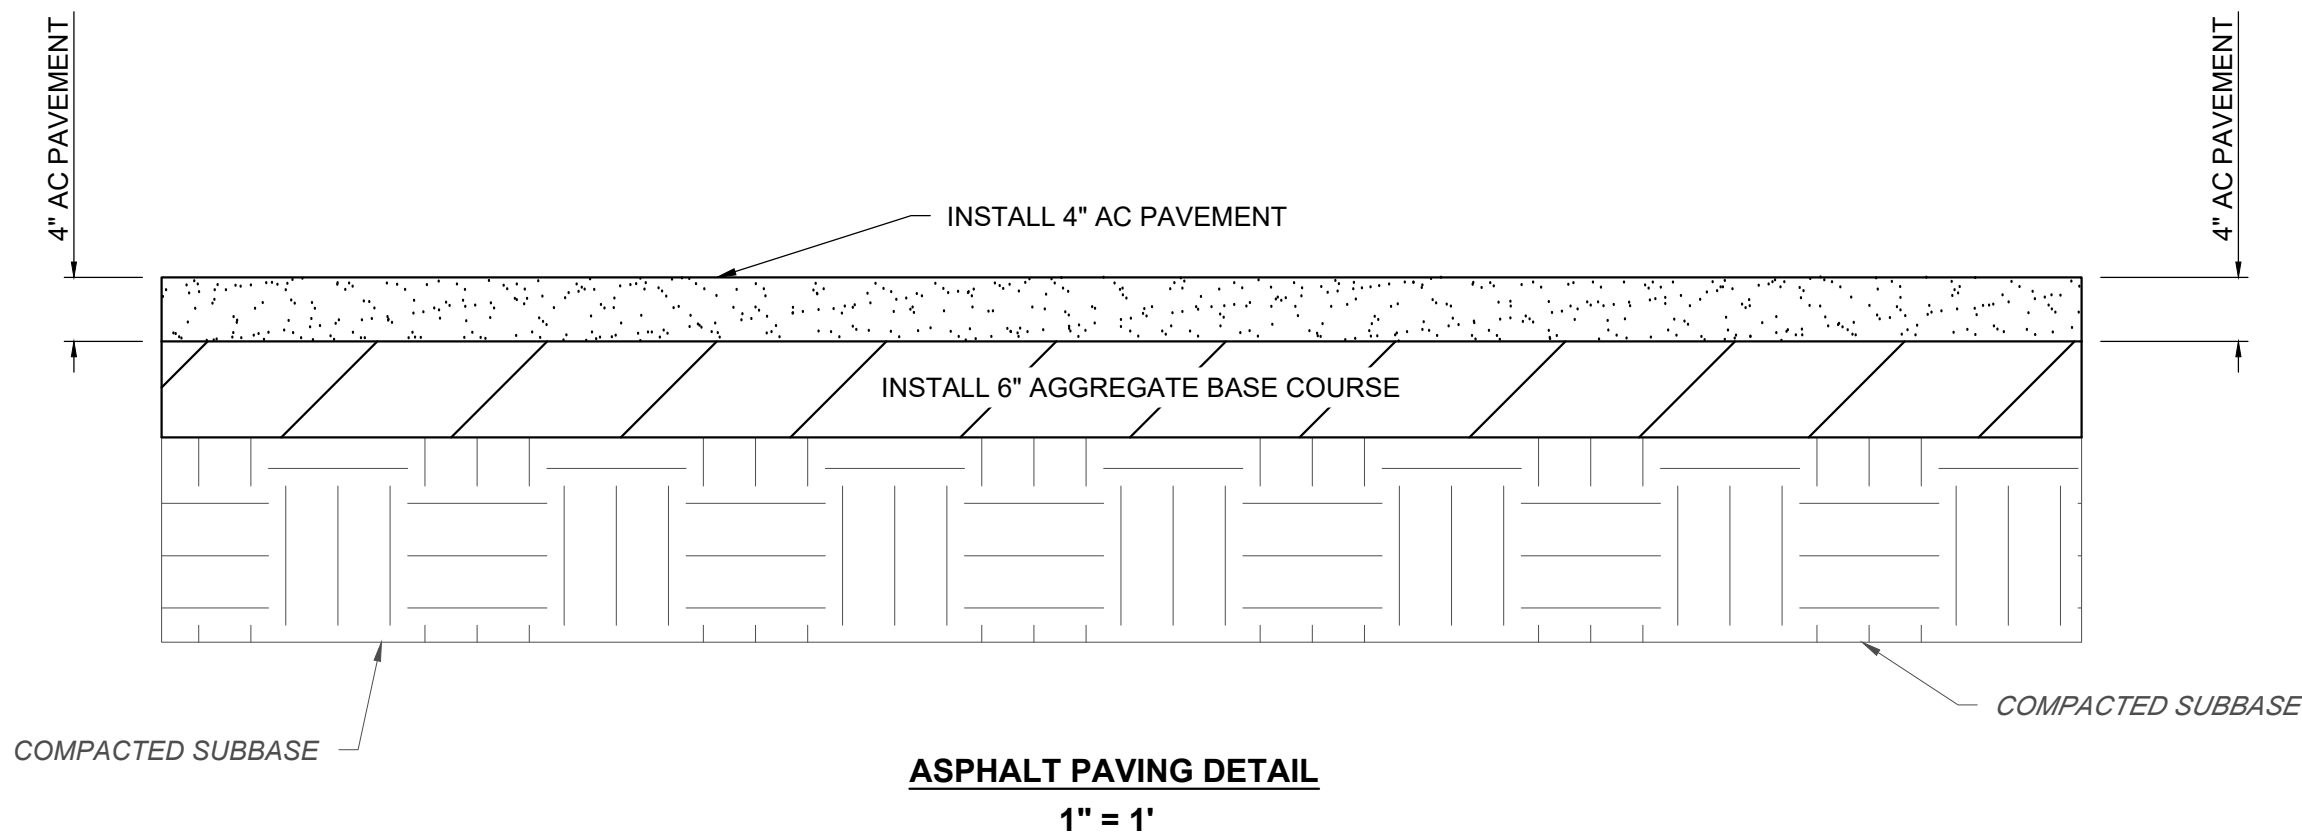 4" AC PAVEMENT
4" AC PAVEMENT
INSTALL 4" AC PAVEMENT
INSTALL 6" AGGREGATE BASE COURSE
COMPACTED SUBBASE
COMPACTED SUBBASE
ASPHALT PAVING DETAIL
1" = 1'